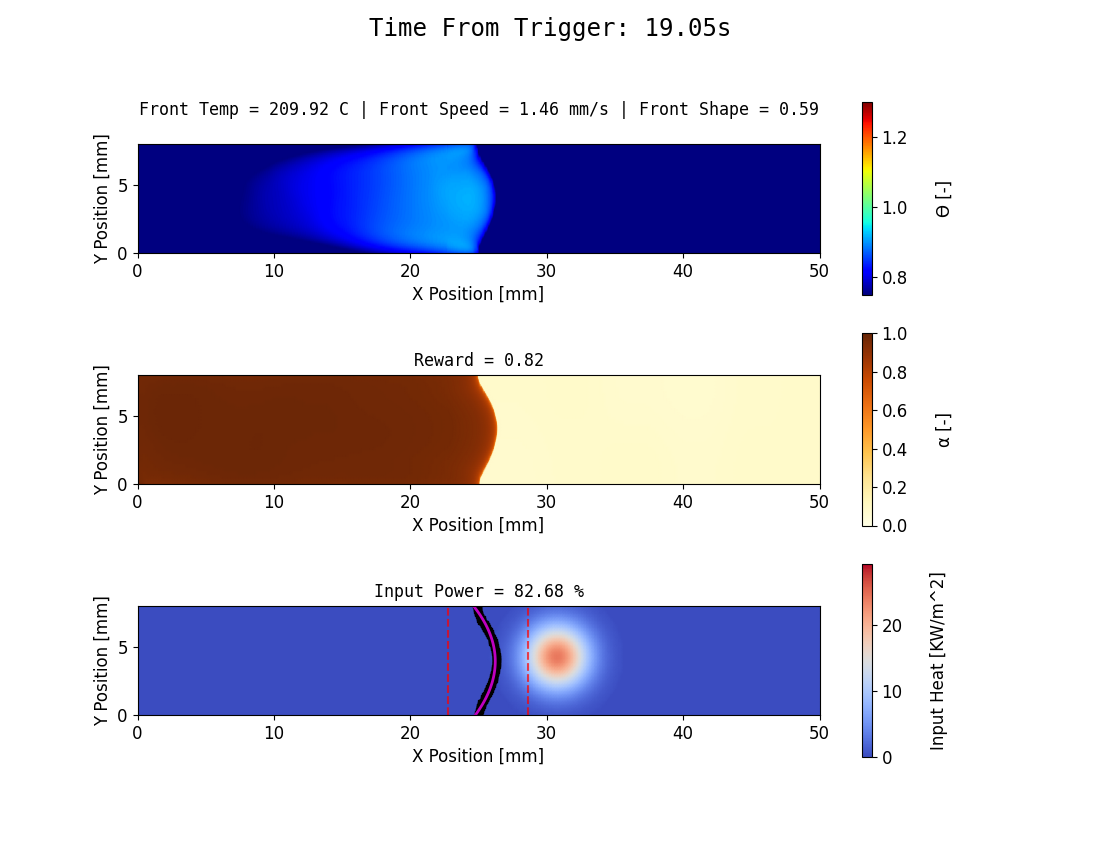 Time From Trigger: 19.05s
Front Temp = 209.92 C | Front Speed = 1.46 mm/s | Front Shape = 0.59
Y Position [mm]
5
0
0 10 20 30 40 50
X Position [mm]
1.2
1.0
0.8
Θ [-]
Reward = 0.82
Y Position [mm]
5
0
0 10 20 30 40 50
X Position [mm]
1.0
0.8
0.6
0.4
0.2
0.0
α [-]
Input Power = 82.68 %
Y Position [mm]
5
0
0 10 20 30 40 50
X Position [mm]
20
10
0
Input Heat [KW/m^2]